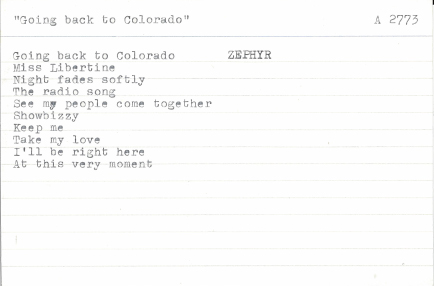 "Going back to Colorado" A 2773
Going back to Colorado ZEPHYR
Miss Libertine
Night fades softly
The radio song
See my people come together
Showbizzy
Keep me
Take my love
I'll be right here
At this very moment